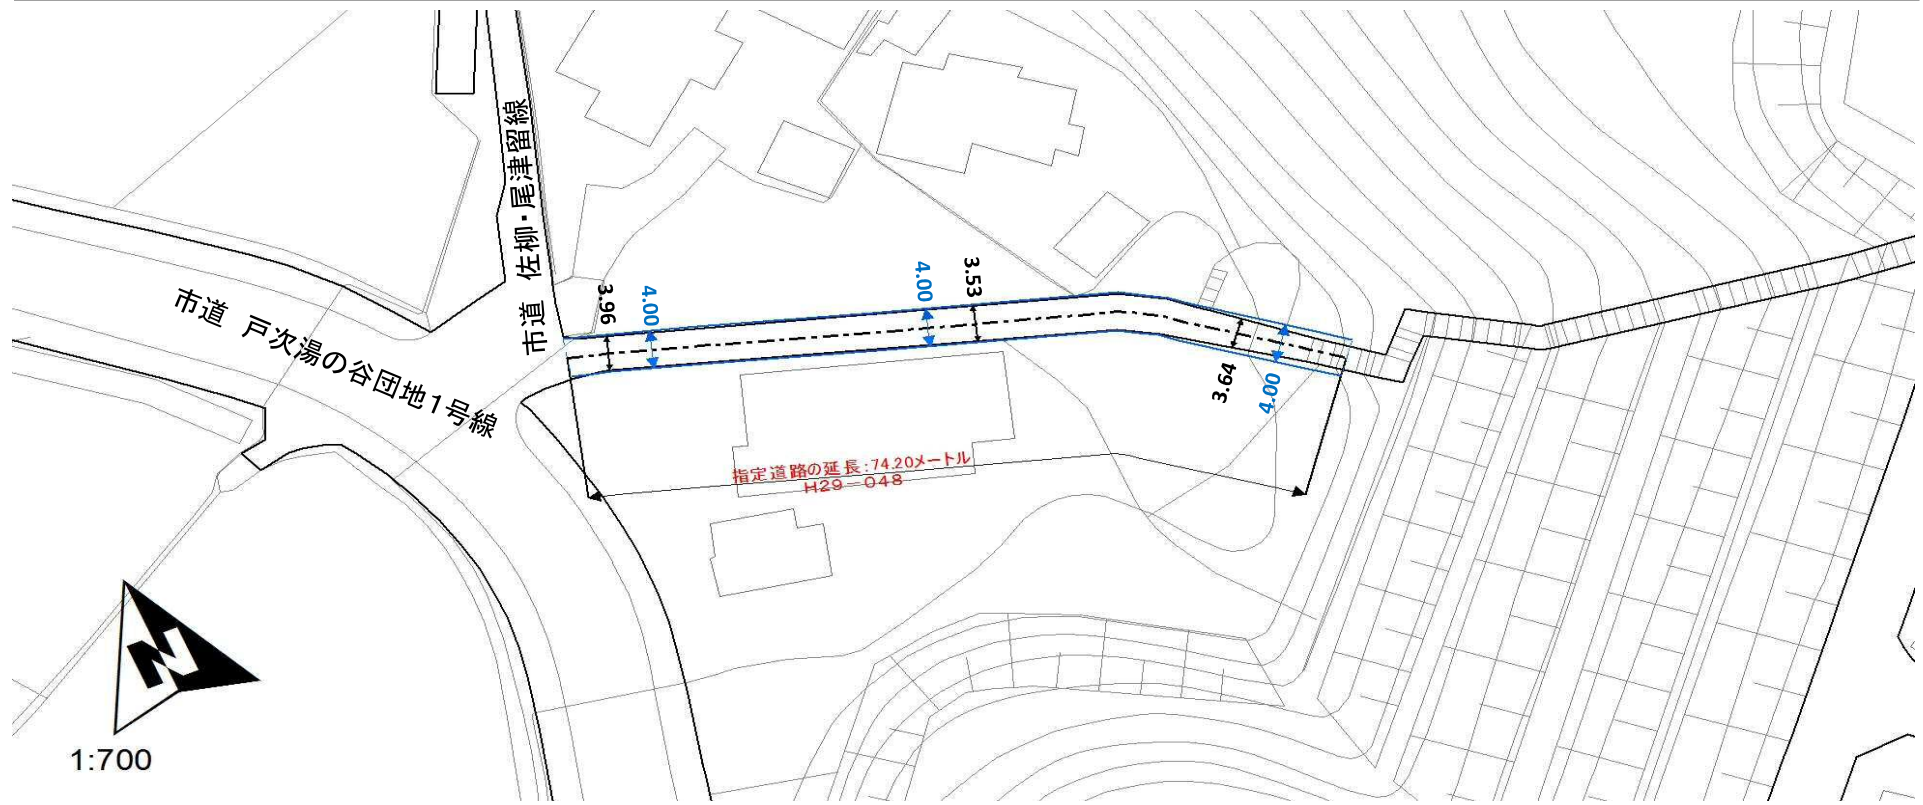 市道 佐柳・尾津留線
市道 戸次湯の谷団地1号線
3.96
4.00
4.00
3.53
3.64
4.00
指定道路の延長:74.20メートル
H29-048
N
1:700